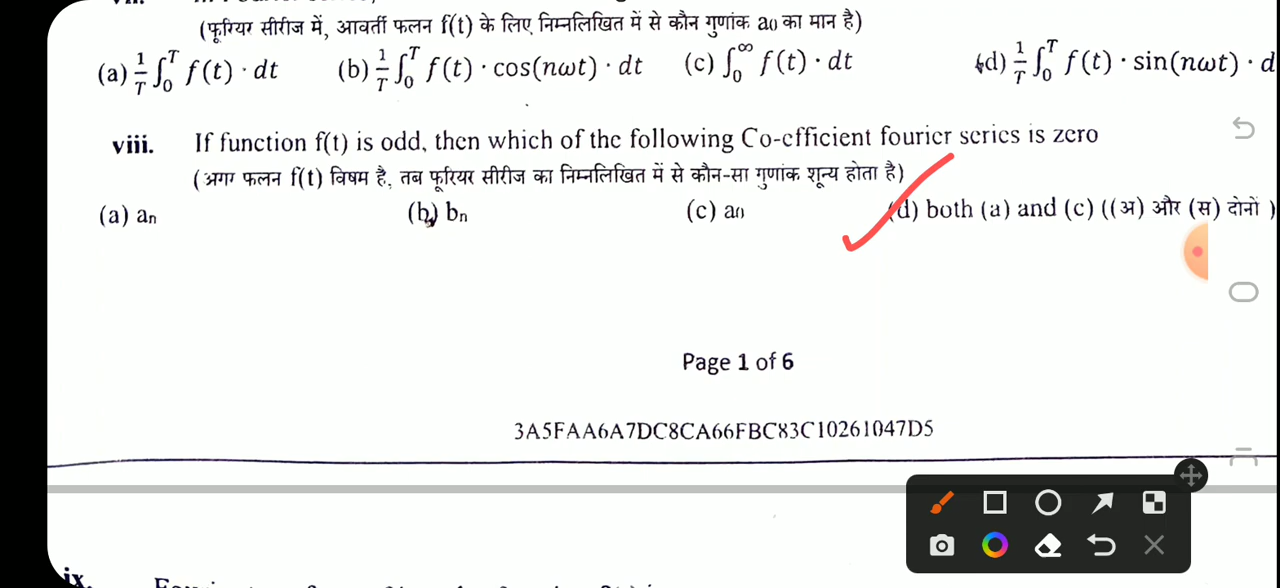 (फूरियर सीरीज में, आवर्ती फलन f(t) के लिए निम्नलिखित में से कौन गुणांक a₀ का मान है)
(a) 1/T ∫₀ᵀ f(t) · dt (b) 1/T ∫₀ᵀ f(t) · cos(nωt) · dt (c) ∫₀^∞ f(t) · dt (d) 1/T ∫₀ᵀ f(t) · sin(nωt) · d
viii. If function f(t) is odd, then which of the following Co-efficient fourier series is zero
(अगर फलन f(t) विषम है, तब फूरियर सीरीज का निम्नलिखित में से कौन-सा गुणांक शून्य होता है)
(a) aₙ (b) bₙ (c) a₀ (d) both (a) and (c) ((अ) और (स) दोनों )
Page 1 of 6
3A5FAA6A7DC8CA66FBC83C10261047D5
ix.